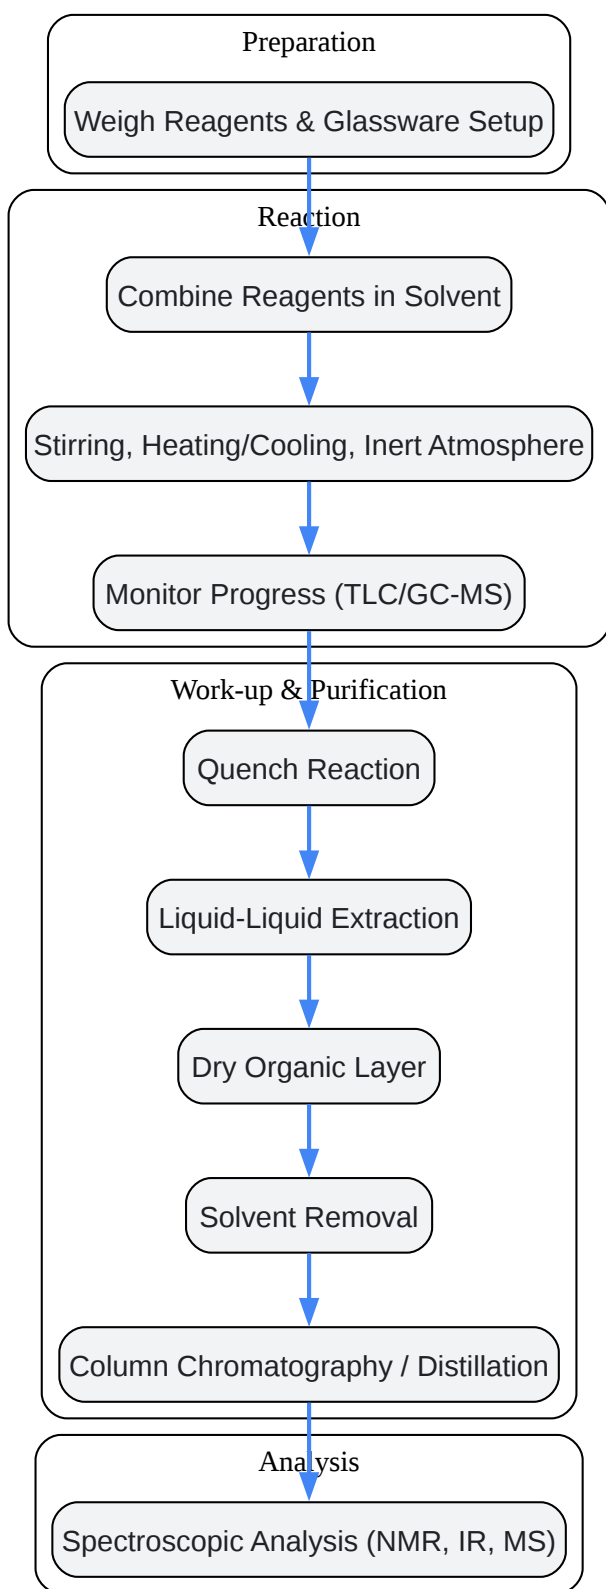 Preparation
Weigh Reagents & Glassware Setup
Reaction
Combine Reagents in Solvent
Stirring, Heating/Cooling, Inert Atmosphere
Monitor Progress (TLC/GC-MS)
Work-up & Purification
Quench Reaction
Liquid-Liquid Extraction
Dry Organic Layer
Solvent Removal
Column Chromatography / Distillation
Analysis
Spectroscopic Analysis (NMR, IR, MS)